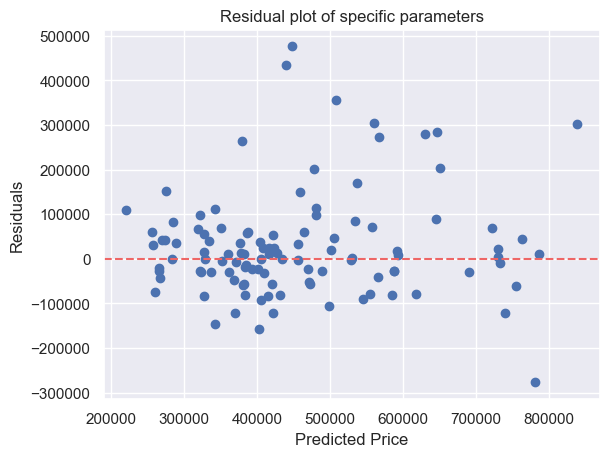 Residual plot of specific parameters
500000
400000
300000
200000
100000
0
−100000
−200000
−300000
Residuals
200000 300000 400000 500000 600000 700000 800000
Predicted Price